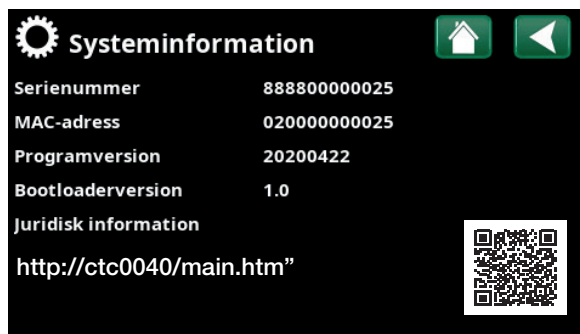 Systeminformation
Serienummer 888800000025
MAC-adress 020000000025
Programversion 20200422
Bootloaderversion 1.0
Juridisk information
http://ctc0040/main.htm”